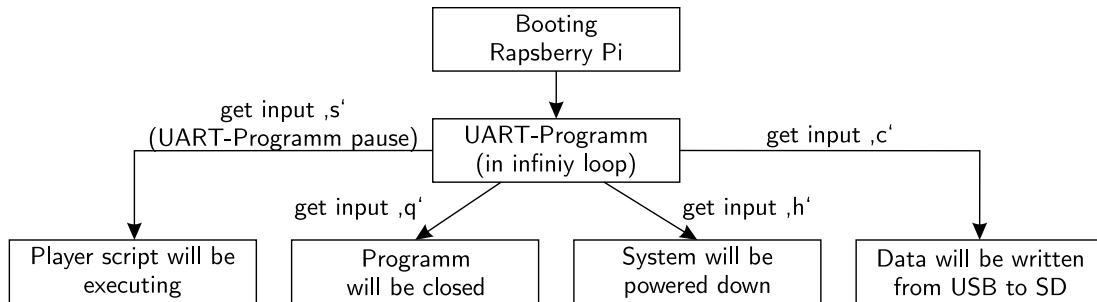 Booting
Rapsberry Pi
get input ‚s‘
(UART-Programm pause)
UART-Programm
(in infiniy loop)
get input ‚c‘
get input ‚q‘
get input ‚h‘
Player script will be
executing
Programm
will be closed
System will be
powered down
Data will be written
from USB to SD